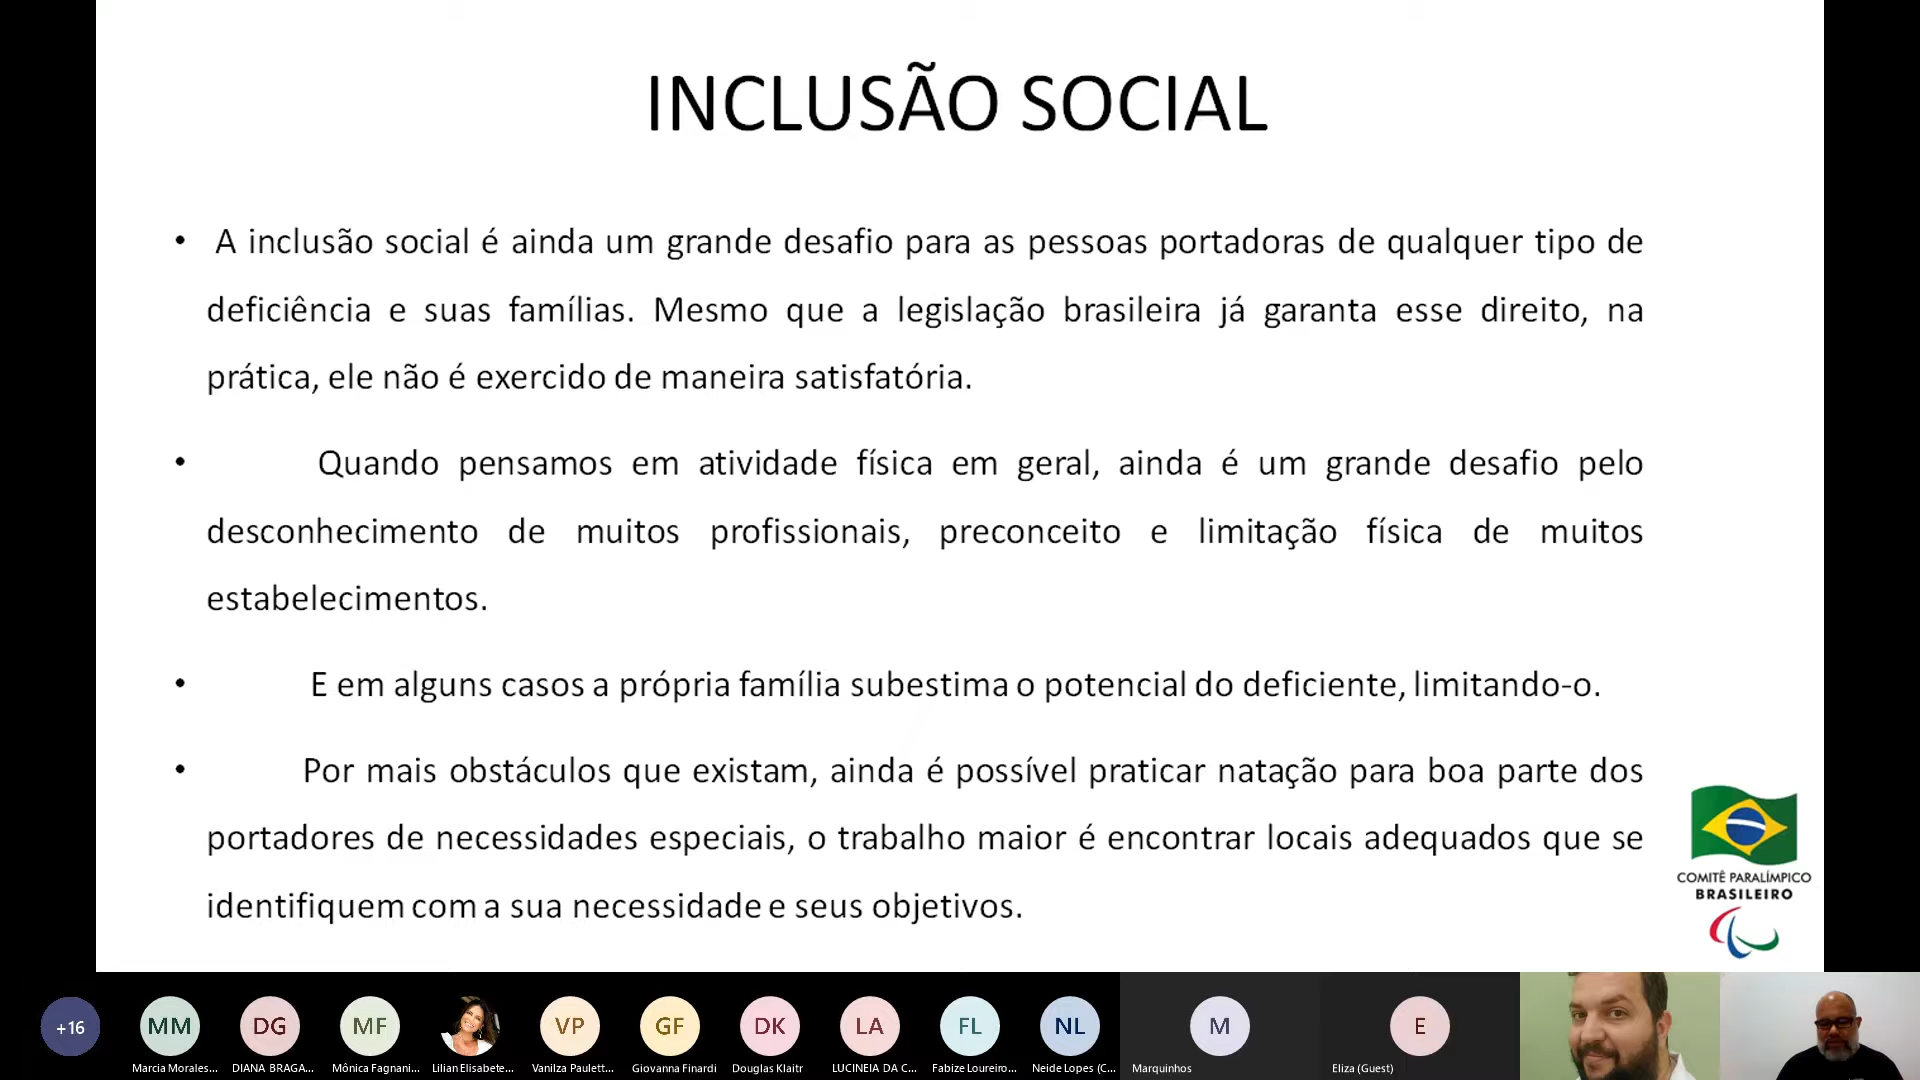 INCLUSÃO SOCIAL
• A inclusão social é ainda um grande desafio para as pessoas portadoras de qualquer tipo de
deficiência e suas famílias. Mesmo que a legislação brasileira já garanta esse direito, na
prática, ele não é exercido de maneira satisfatória.
• Quando pensamos em atividade física em geral, ainda é um grande desafio pelo
desconhecimento de muitos profissionais, preconceito e limitação física de muitos
estabelecimentos.
• E em alguns casos a própria família subestima o potencial do deficiente, limitando-o.
• Por mais obstáculos que existam, ainda é possível praticar natação para boa parte dos
portadores de necessidades especiais, o trabalho maior é encontrar locais adequados que se
identifiquem com a sua necessidade e seus objetivos.
COMITÊ PARALÍMPICO
BRASILEIRO
+16 MM DG MF VP GF DK LA FL NL M E
Marcia Morales... DIANA BRAGA... Mônica Fagnani... Lilian Elisabete... Vanilza Paulett... Giovanna Finardi Douglas Klaitr LUCINEIA DA C... Fabize Loureiro... Neide Lopes (C... Marquinhos Eliza (Guest)